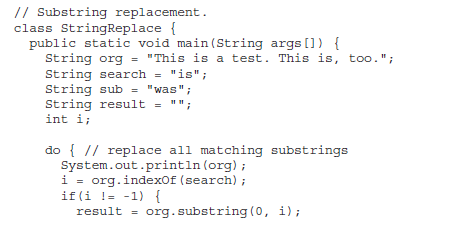 // Substring replacement.
class StringReplace {
  public static void main(String args[]) {
    String org = "This is a test. This is, too.";
    String search = "is";
    String sub = "was";
    String result = "";
    int i;

    do { // replace all matching substrings
      System.out.println(org);
      i = org.indexOf(search);
      if(i != -1) {
        result = org.substring(0, i);